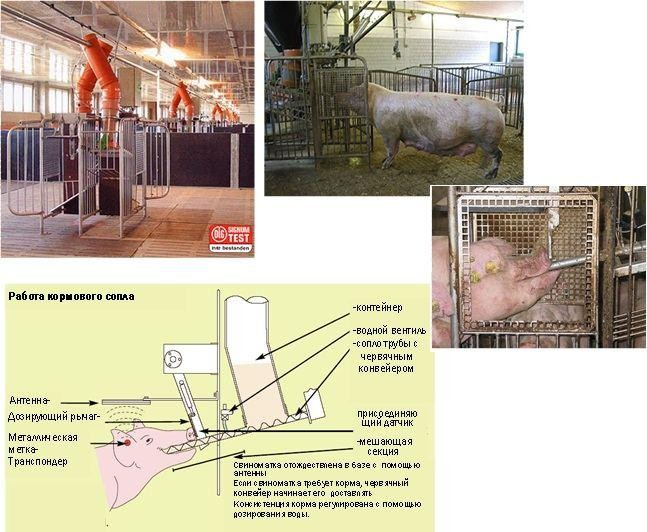 DLG
SIGNUM
TEST
bestanden
Работа кормового сопла
-контейнер
-водной вентиль
-сопло трубы с
червячным
конвейером
Антенна-
Дозирующий рычаг-
Металлическая
метка-
Транспондер
присоединяю
щий датчик
-мешающая
секция
Свиноматка отождествлена в базе с помощью
антенны
Если свиноматка требует корма, червячный
конвейер начинает его доставлять
Консистенция корма регулирована с помощью
дозирования воды.